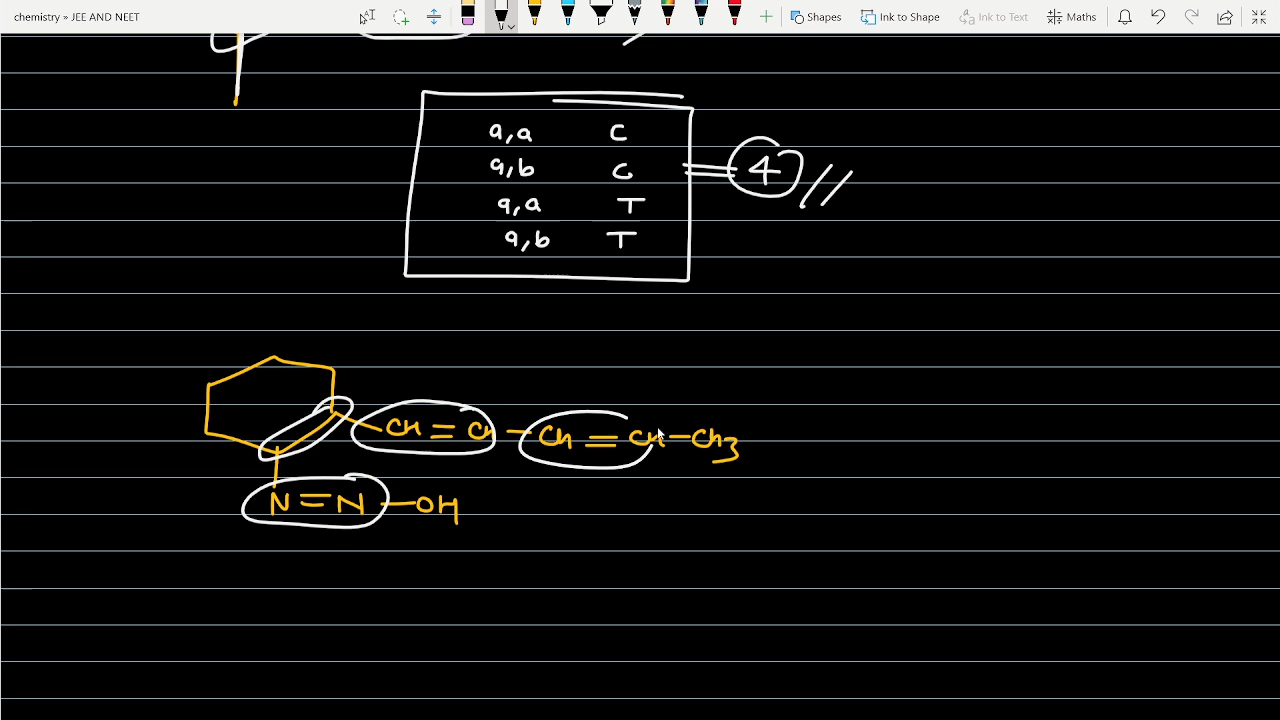 chemistry » JEE AND NEET
Shapes
Ink to Shape
Ink to Text
Maths
a,a C
a,b C
a,a T
a,b T
= 4 //
CH = CH - CH = CH - CH3
N = N - OH